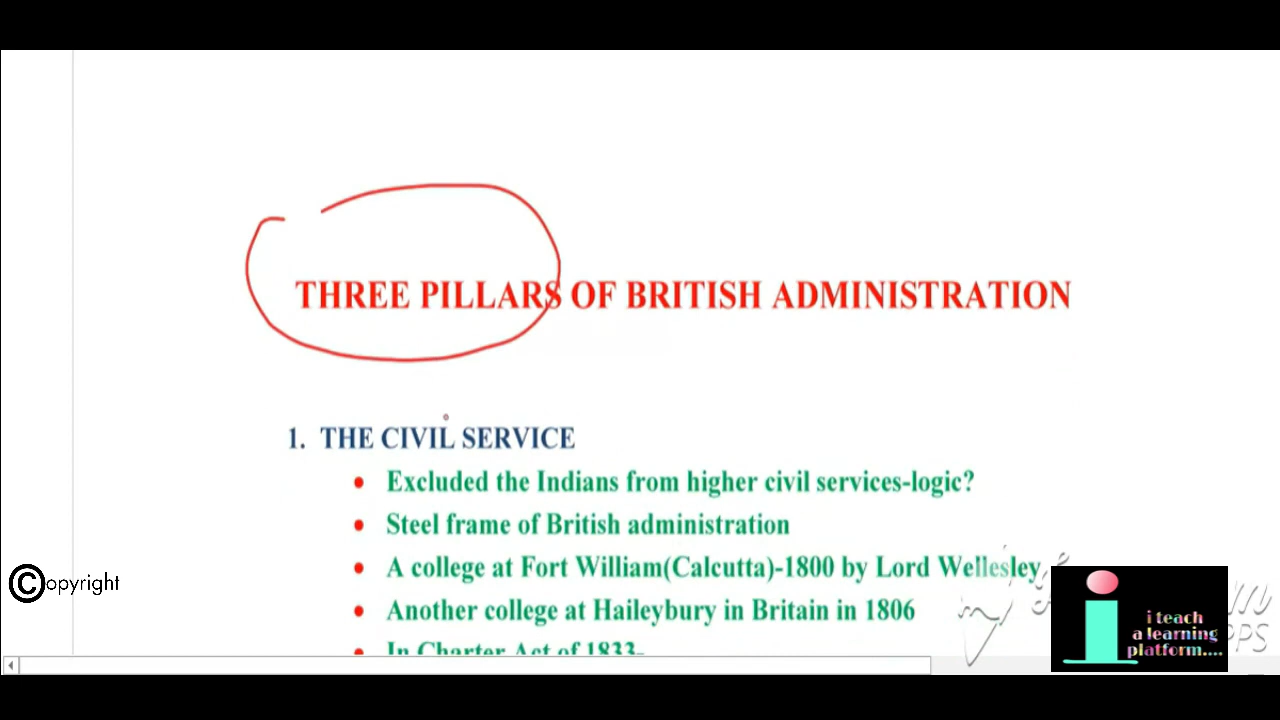 THREE PILLARS OF BRITISH ADMINISTRATION
1. THE CIVIL SERVICE
• Excluded the Indians from higher civil services-logic?
• Steel frame of British administration
• A college at Fort William(Calcutta)-1800 by Lord Wellesley
• Another college at Haileybury in Britain in 1806
• In Charter Act of 1833-
©opyright
i teach
a learning
platform....